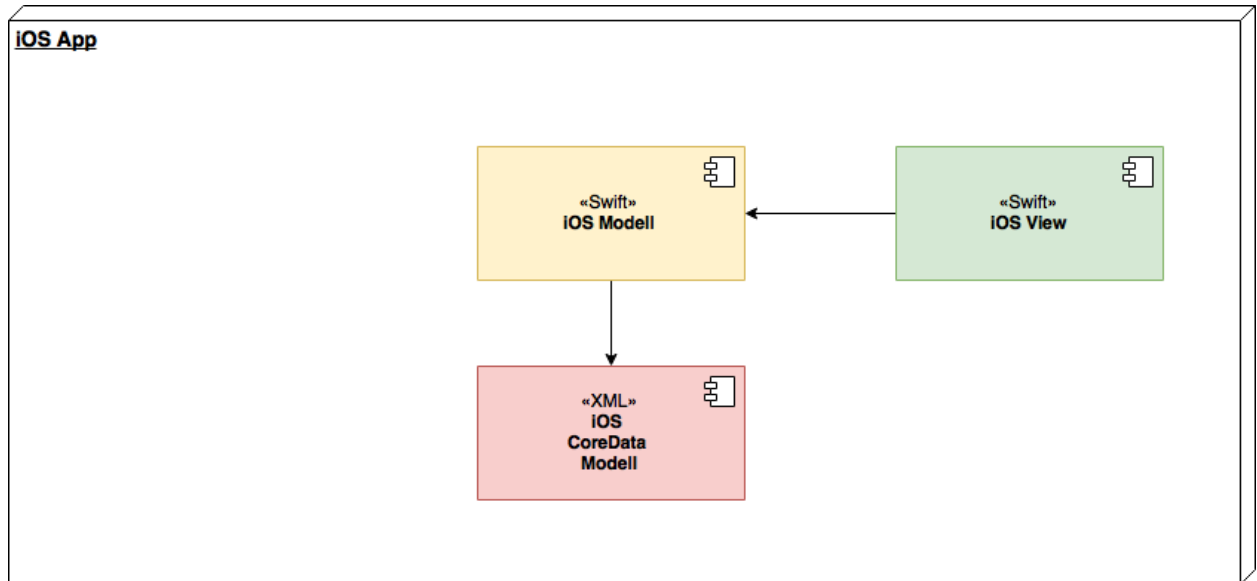 iOS App
«Swift»
iOS Modell
«Swift»
iOS View
«XML»
iOS
CoreData
Modell